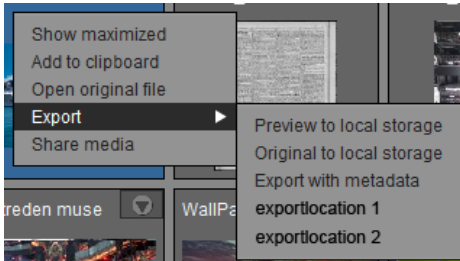 Show maximized
Add to clipboard
Open original file
Export
Share media
Preview to local storage
Original to local storage
Export with metadata
exportlocation 1
exportlocation 2
treden muse
WallPa